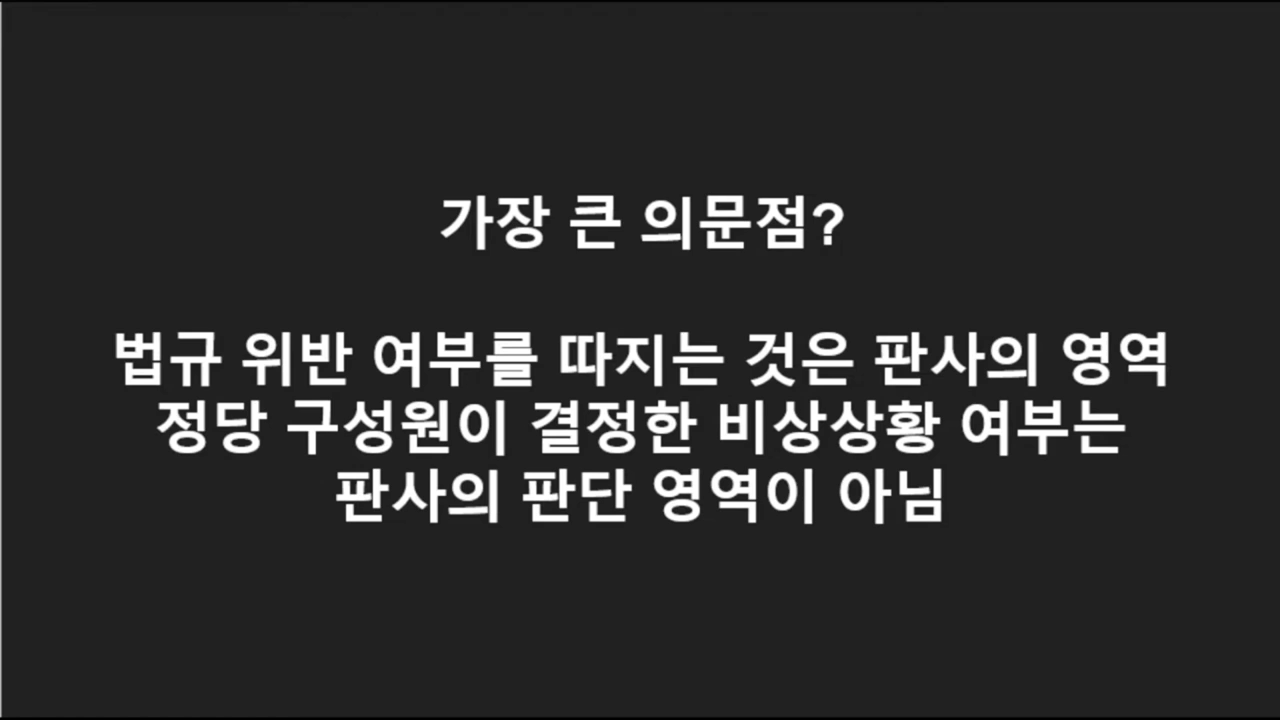 가장 큰 의문점?
법규 위반 여부를 따지는 것은 판사의 영역
정당 구성원이 결정한 비상상황 여부는
판사의 판단 영역이 아님